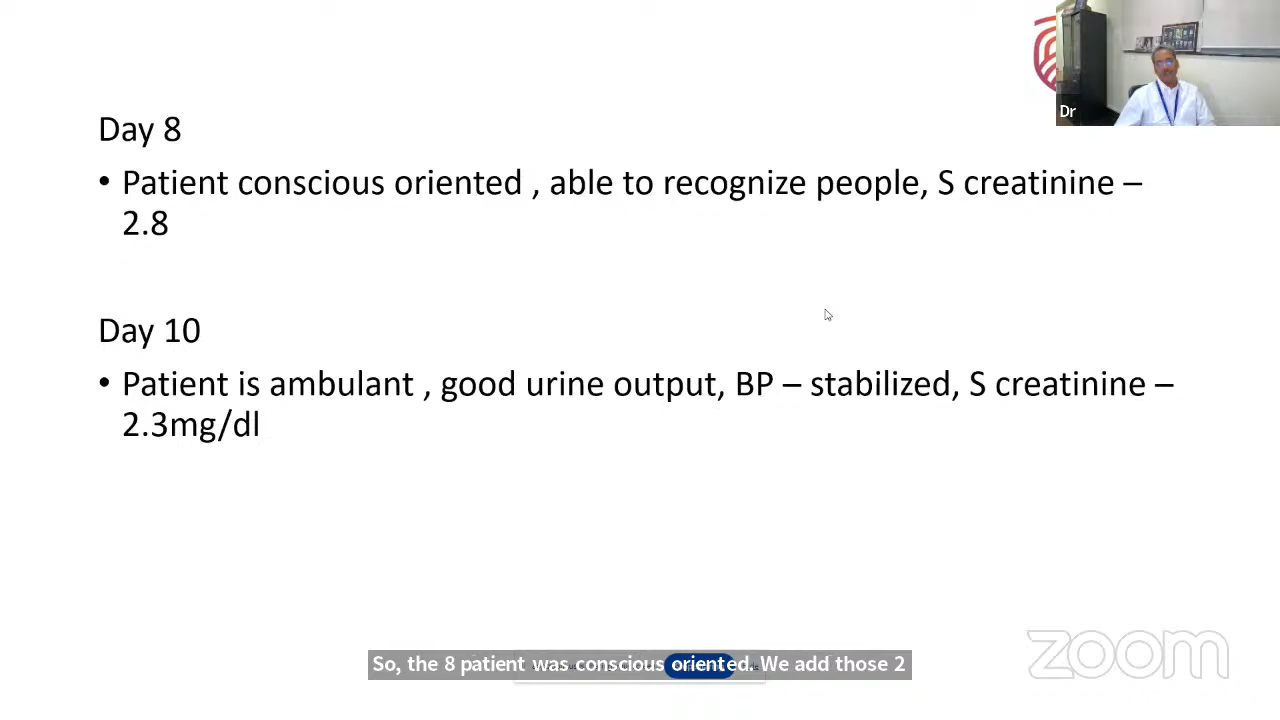 Dr
Day 8
• Patient conscious oriented , able to recognize people, S creatinine –
2.8
Day 10
• Patient is ambulant , good urine output, BP – stabilized, S creatinine –
2.3mg/dl
So, the 8 patient was conscious oriented. We add those 2
zoom